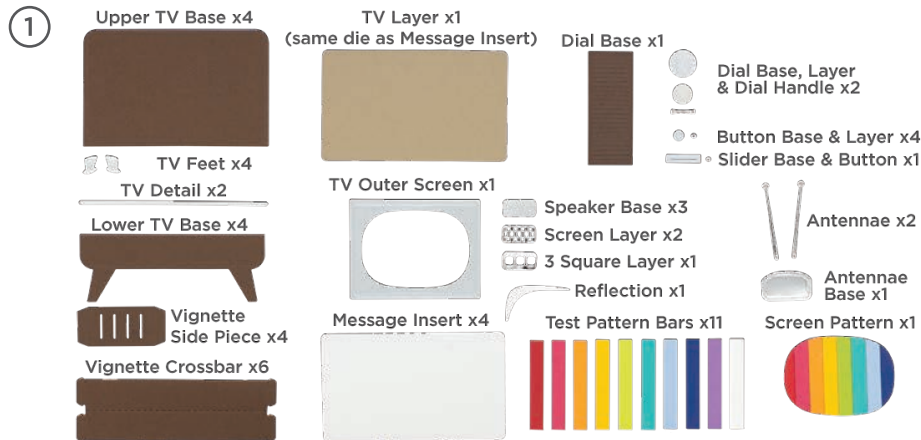 1
Upper TV Base x4
TV Layer x1
(same die as Message Insert)
Dial Base x1
Dial Base, Layer
& Dial Handle x2
Button Base & Layer x4
Slider Base & Button x1
TV Feet x4
TV Detail x2
Lower TV Base x4
TV Outer Screen x1
Speaker Base x3
Screen Layer x2
3 Square Layer x1
Reflection x1
Antennae x2
Antennae
Base x1
Vignette
Side Piece x4
Vignette Crossbar x6
Message Insert x4
Test Pattern Bars x11
Screen Pattern x1